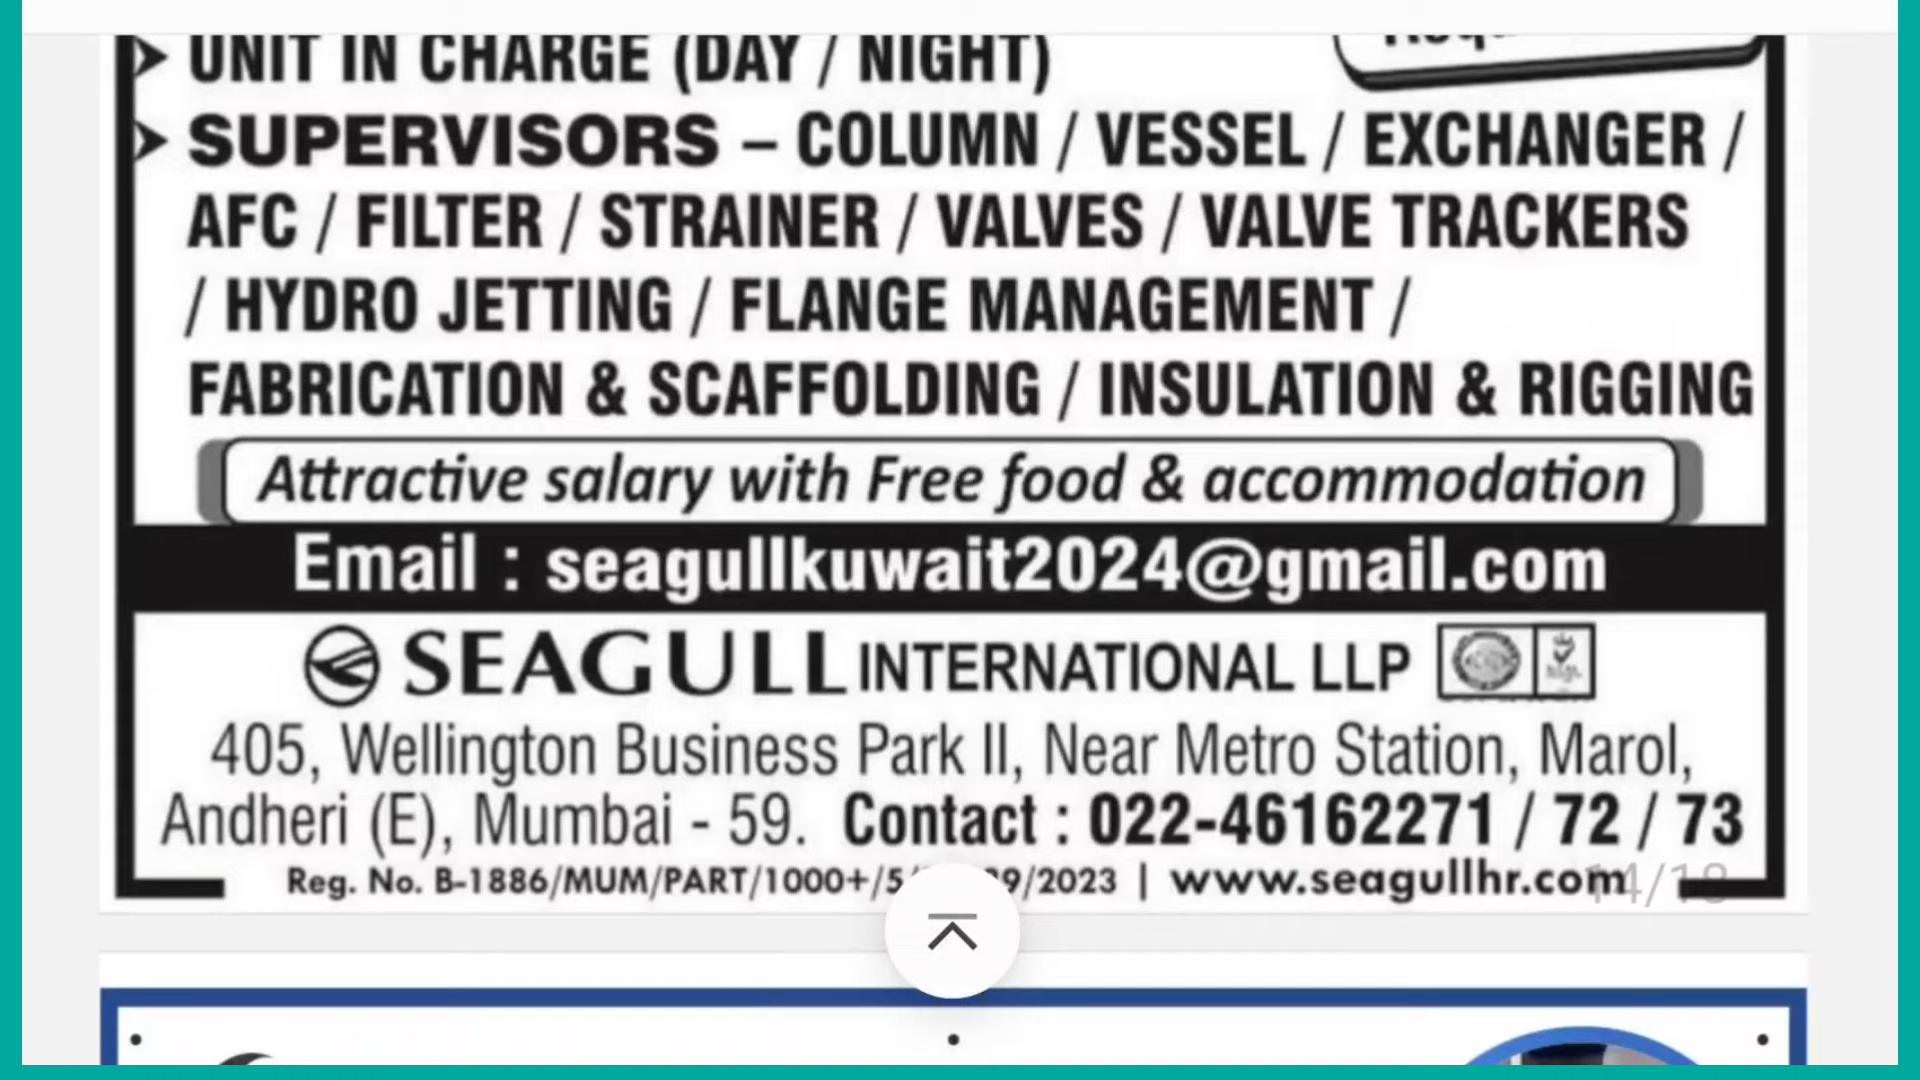 UNIT IN CHARGE (DAY / NIGHT)
SUPERVISORS – COLUMN / VESSEL / EXCHANGER /
AFC / FILTER / STRAINER / VALVES / VALVE TRACKERS
/ HYDRO JETTING / FLANGE MANAGEMENT /
FABRICATION & SCAFFOLDING / INSULATION & RIGGING
Attractive salary with Free food & accommodation
Email : seagullkuwait2024@gmail.com
SEAGULL INTERNATIONAL LLP
405, Wellington Business Park II, Near Metro Station, Marol,
Andheri (E), Mumbai - 59. Contact : 022-46162271 / 72 / 73
Reg. No. B-1886/MUM/PART/1000+/5/ 9/2023 | www.seagullhr.com
14/18